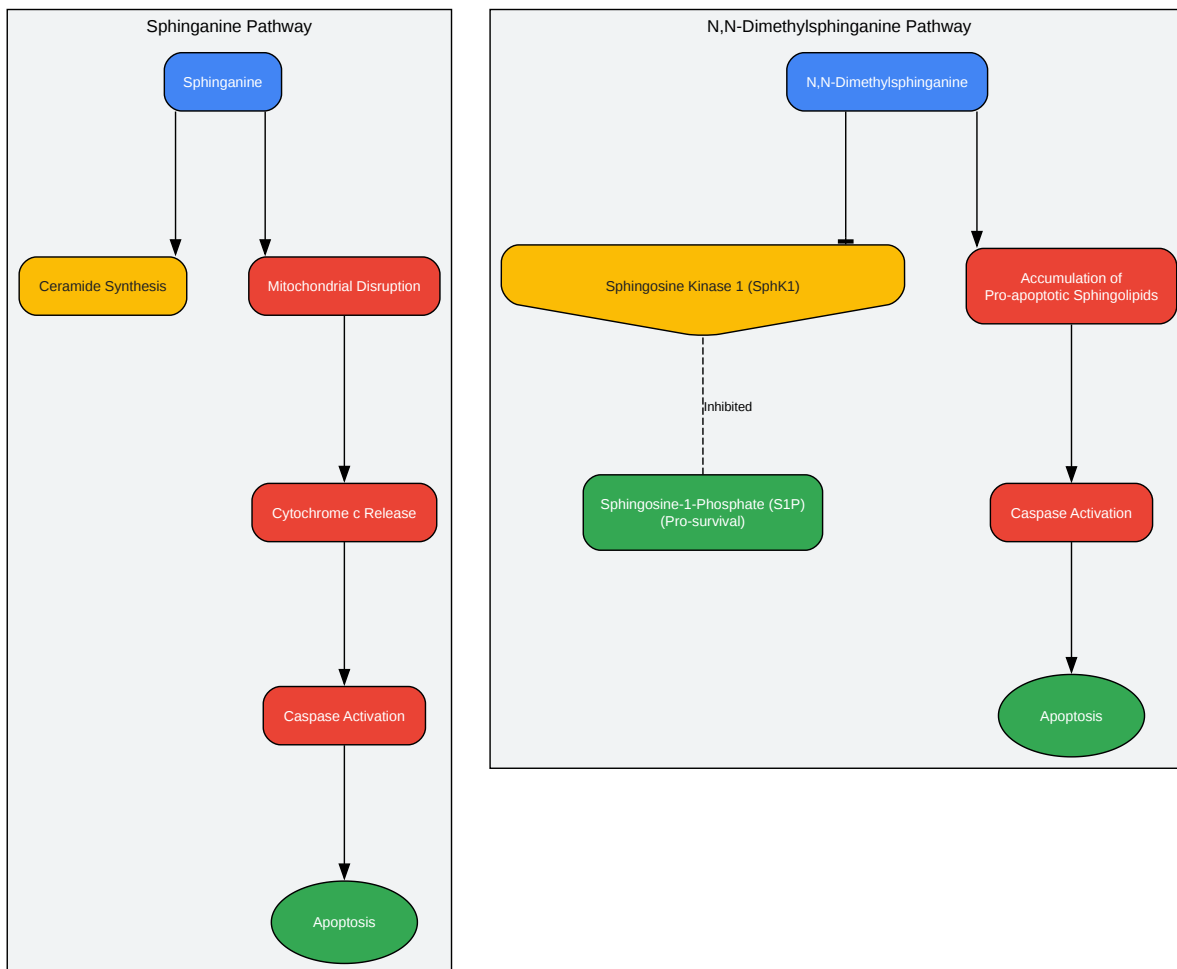 Sphinganine Pathway
Sphinganine
Ceramide Synthesis
Mitochondrial Disruption
Cytochrome c Release
Caspase Activation
Apoptosis
N,N-Dimethylsphinganine Pathway
N,N-Dimethylsphinganine
Sphingosine Kinase 1 (SphK1)
Accumulation of
Pro-apoptotic Sphingolipids
Inhibited
Sphingosine-1-Phosphate (S1P)
(Pro-survival)
Caspase Activation
Apoptosis